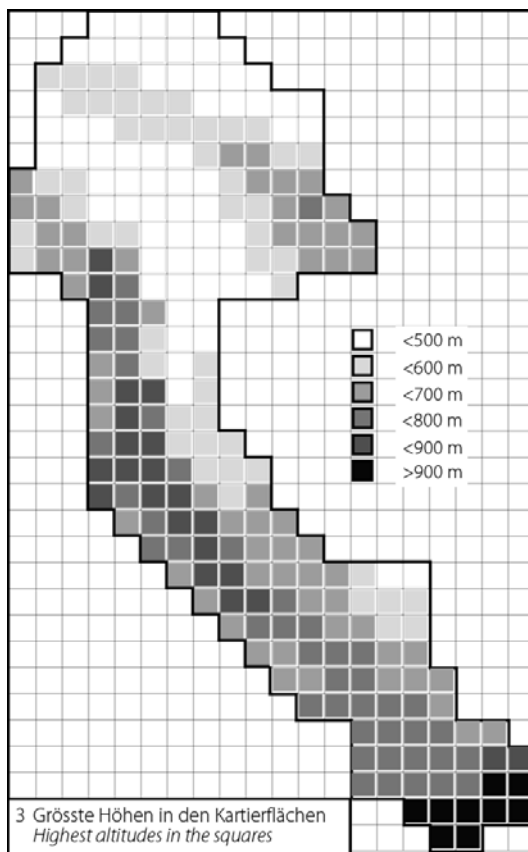 <500 m
<600 m
<700 m
<800 m
<900 m
>900 m
3 Grösste Höhen in den Kartierflächen
Highest altitudes in the squares